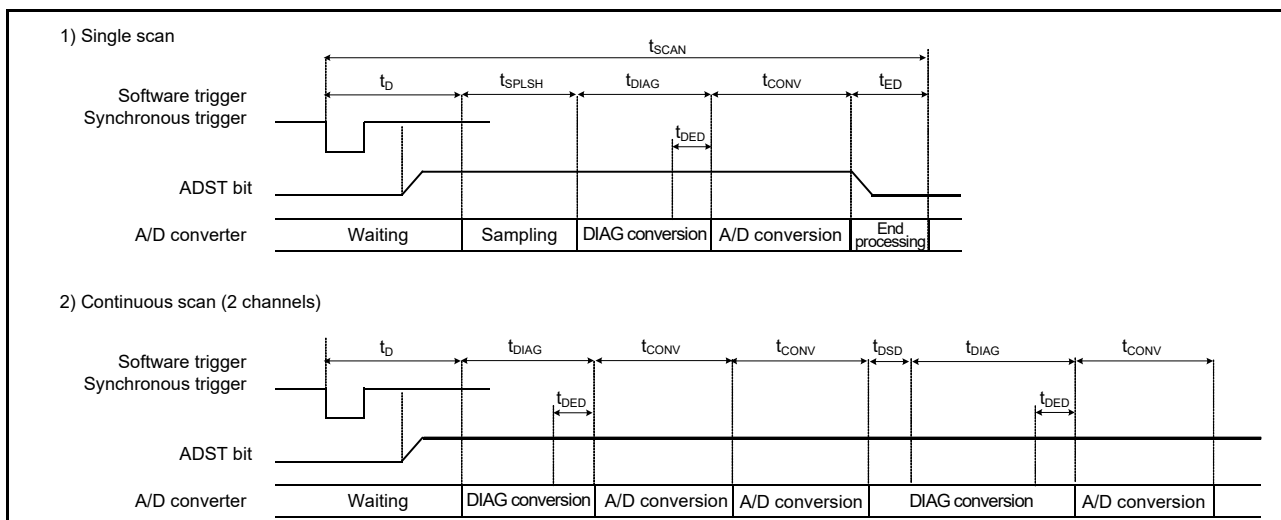 1) Single scan
tSCAN
tD tSPLSH tDIAG tCONV tED
Software trigger
Synchronous trigger
tDED
ADST bit
A/D converter Waiting Sampling DIAG conversion A/D conversion End processing
2) Continuous scan (2 channels)
tD tDIAG tCONV tCONV tDSD tDIAG tCONV
Software trigger
Synchronous trigger
tDED tDED
ADST bit
A/D converter Waiting DIAG conversion A/D conversion A/D conversion DIAG conversion A/D conversion